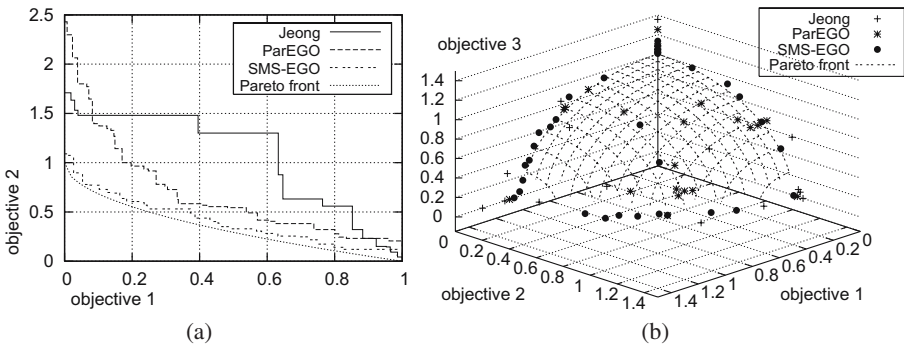 2.5
2
1.5
1
0.5
0
objective 2
0
0.2
0.4
0.6
0.8
1
objective 1
Jeong
ParEGO
SMS-EGO
Pareto front
(a)
objective 3
1.4
1.2
1
0.8
0.6
0.4
0.2
0
0
0.2
0.4
0.6
0.8
1
1.2
1.4
objective 2
1.4
1.2
1
0.8
0.6
0.4
0.2
0
objective 1
Jeong
ParEGO
SMS-EGO
Pareto front
(b)